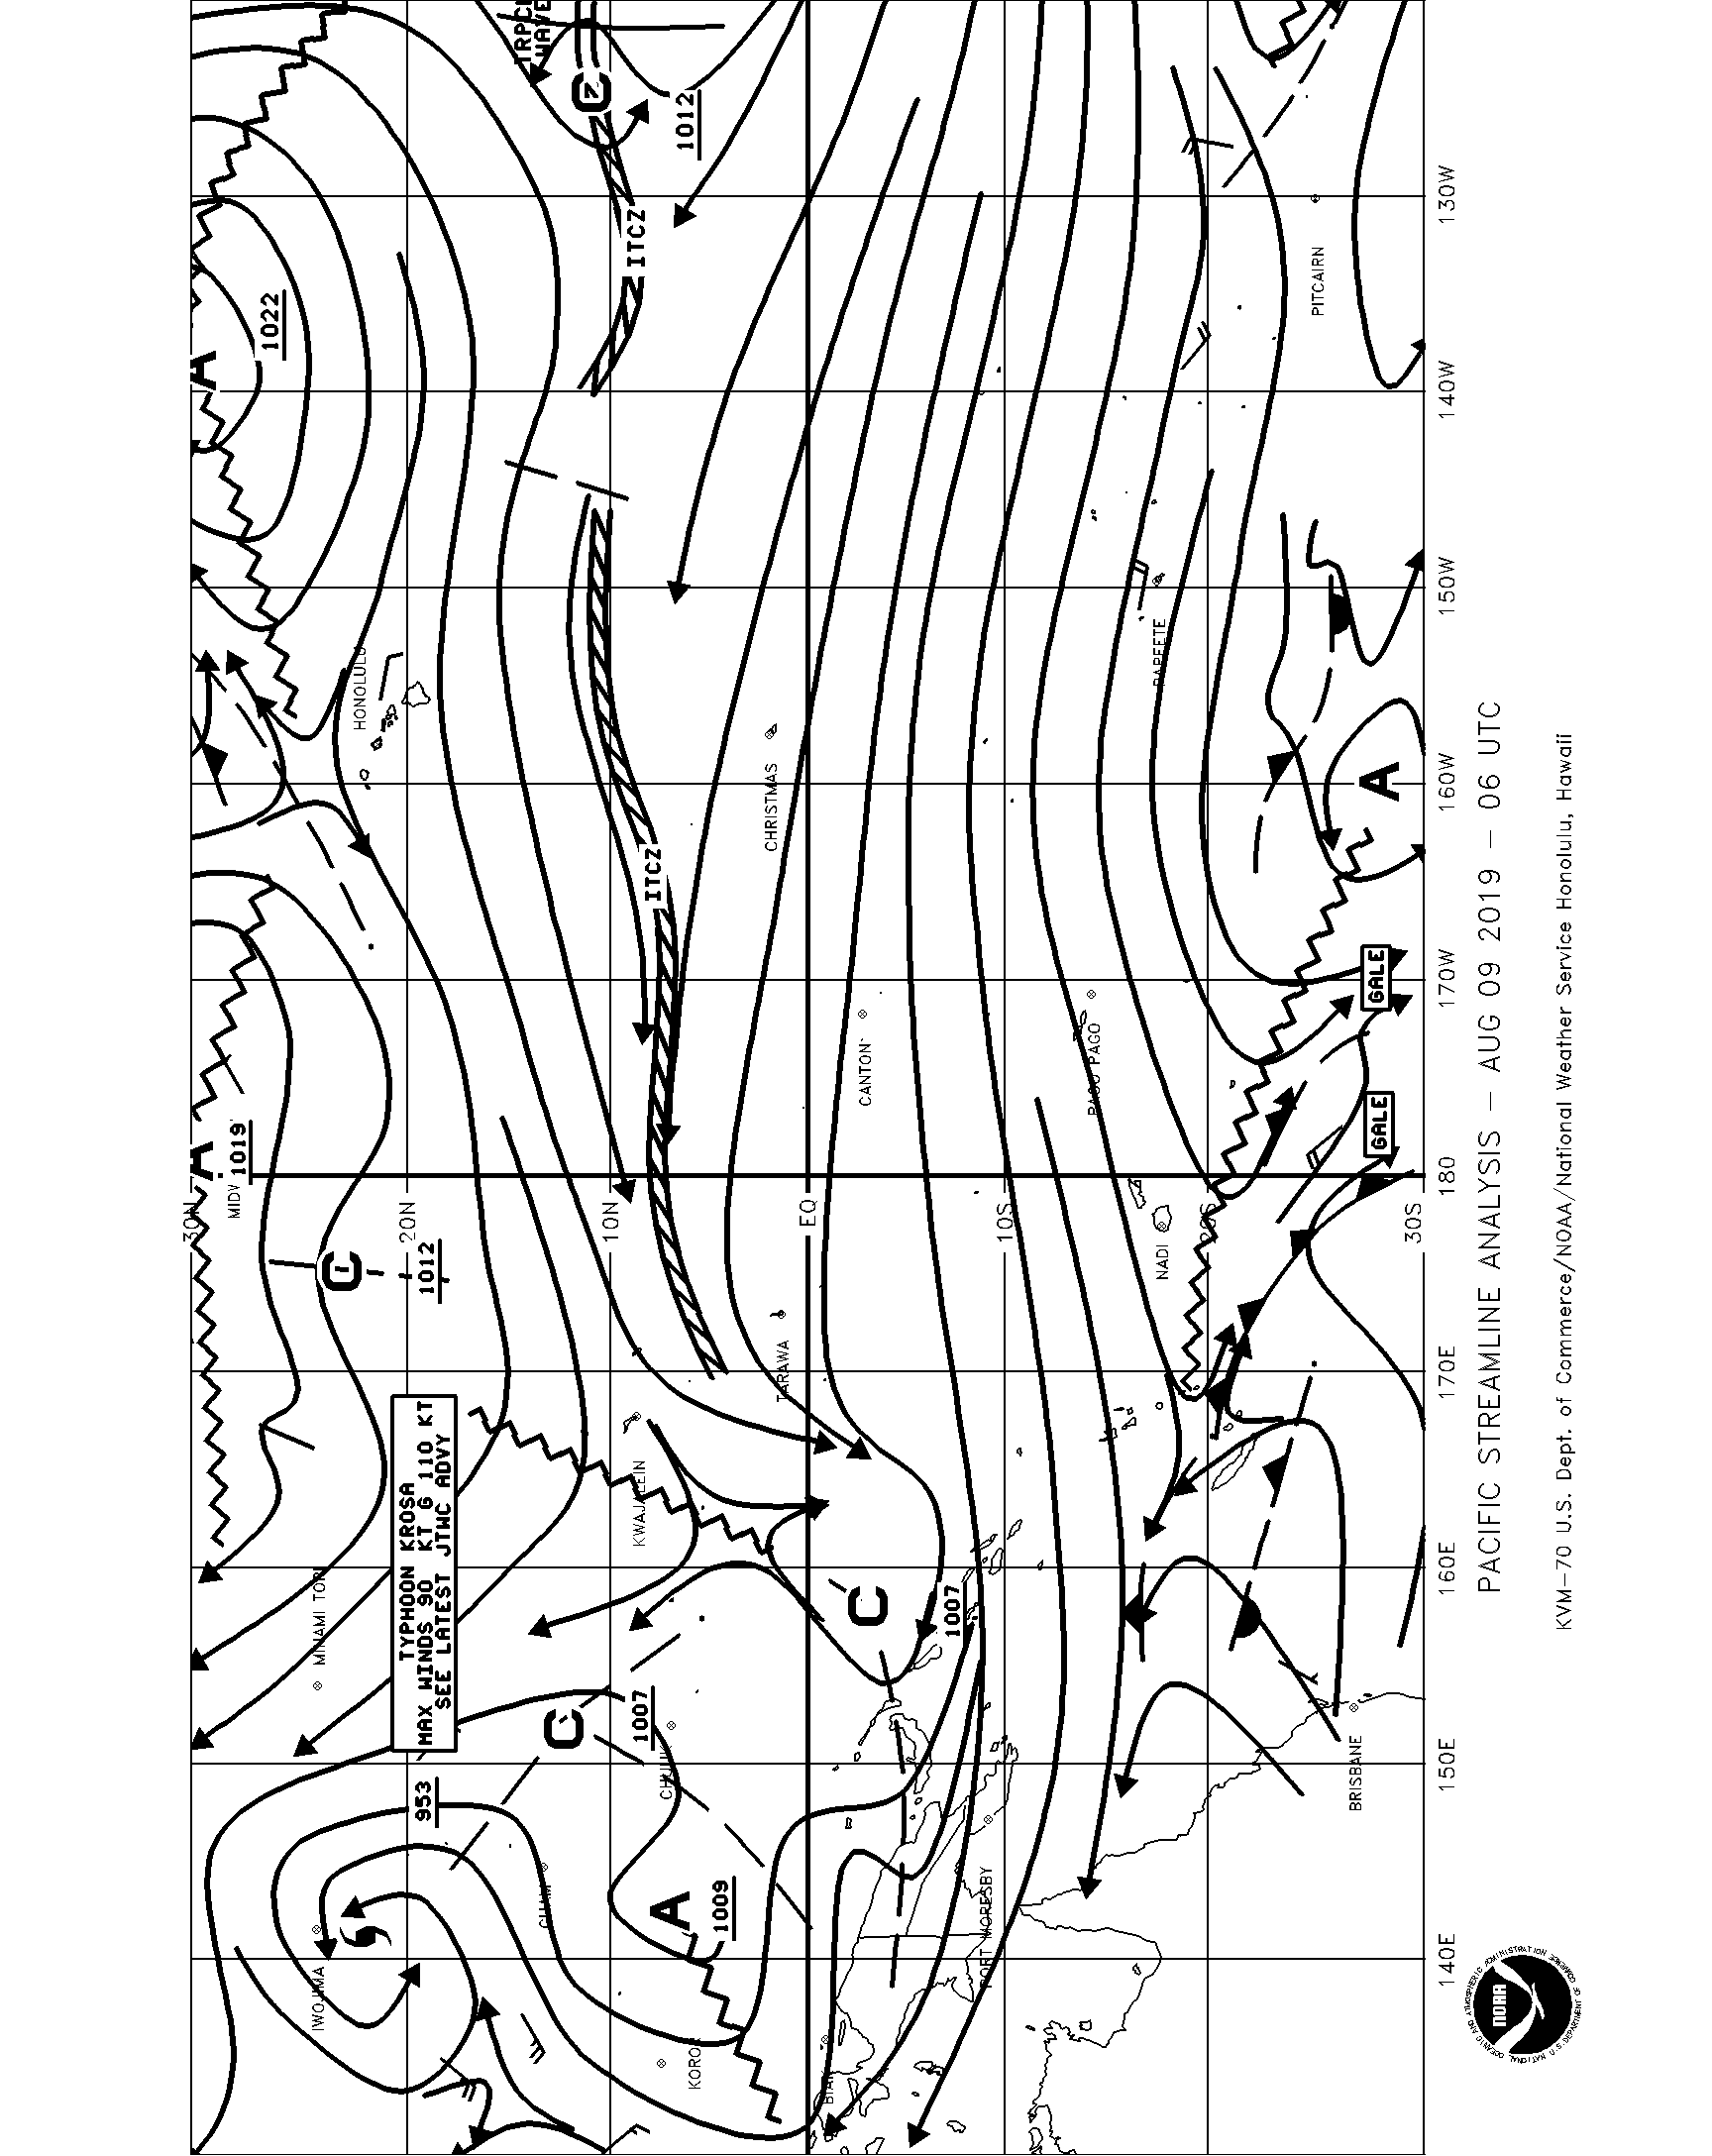 TRPCL
WAVE
1012
ITCZ
1022
A
HONOLULU
CHRISTMAS
ITCZ
PAPEETE
PITCAIRN
A
GALE
GALE
CANTON
PAGO PAGO
A
1019
MIDV
C
1012
30N
20N
10N
EQ
10S
20S
30S
NADI
TARAWA
KWAJALEIN
TYPHOON KROSA
MAX WINDS 90 KT G 110 KT
SEE LATEST JTWC ADVY
MINAMI TORI
953
C
1007
CHUUK
C
1007
GUAM
A
1009
IWOJIMA
KOROR
BIAK
PORT MORESBY
BRISBANE
130W
140W
150W
160W
170W
180
170E
160E
150E
140E
PACIFIC STREAMLINE ANALYSIS - AUG 09 2019 - 06 UTC
KVM-70 U.S. Dept. of Commerce/NOAA/National Weather Service Honolulu, Hawaii
NOAA
NATIONAL OCEANIC AND ATMOSPHERIC ADMINISTRATION
U.S. DEPARTMENT OF COMMERCE